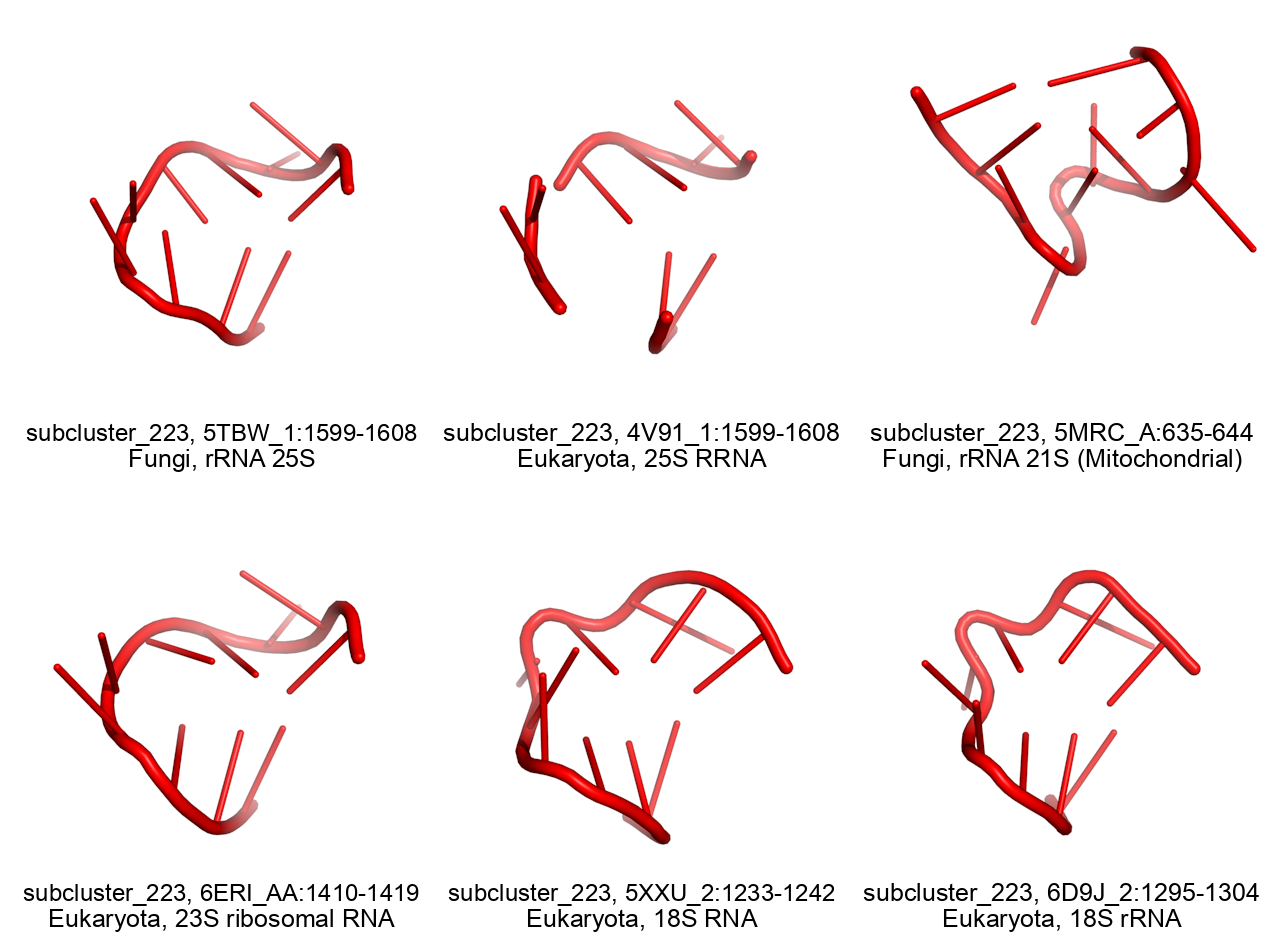 subcluster_223, 5TBW_1:1599-1608
Fungi, rRNA 25S
subcluster_223, 4V91_1:1599-1608
Eukaryota, 25S RRNA
subcluster_223, 5MRC_A:635-644
Fungi, rRNA 21S (Mitochondrial)
subcluster_223, 6ERI_AA:1410-1419
Eukaryota, 23S ribosomal RNA
subcluster_223, 5XXU_2:1233-1242
Eukaryota, 18S RNA
subcluster_223, 6D9J_2:1295-1304
Eukaryota, 18S rRNA